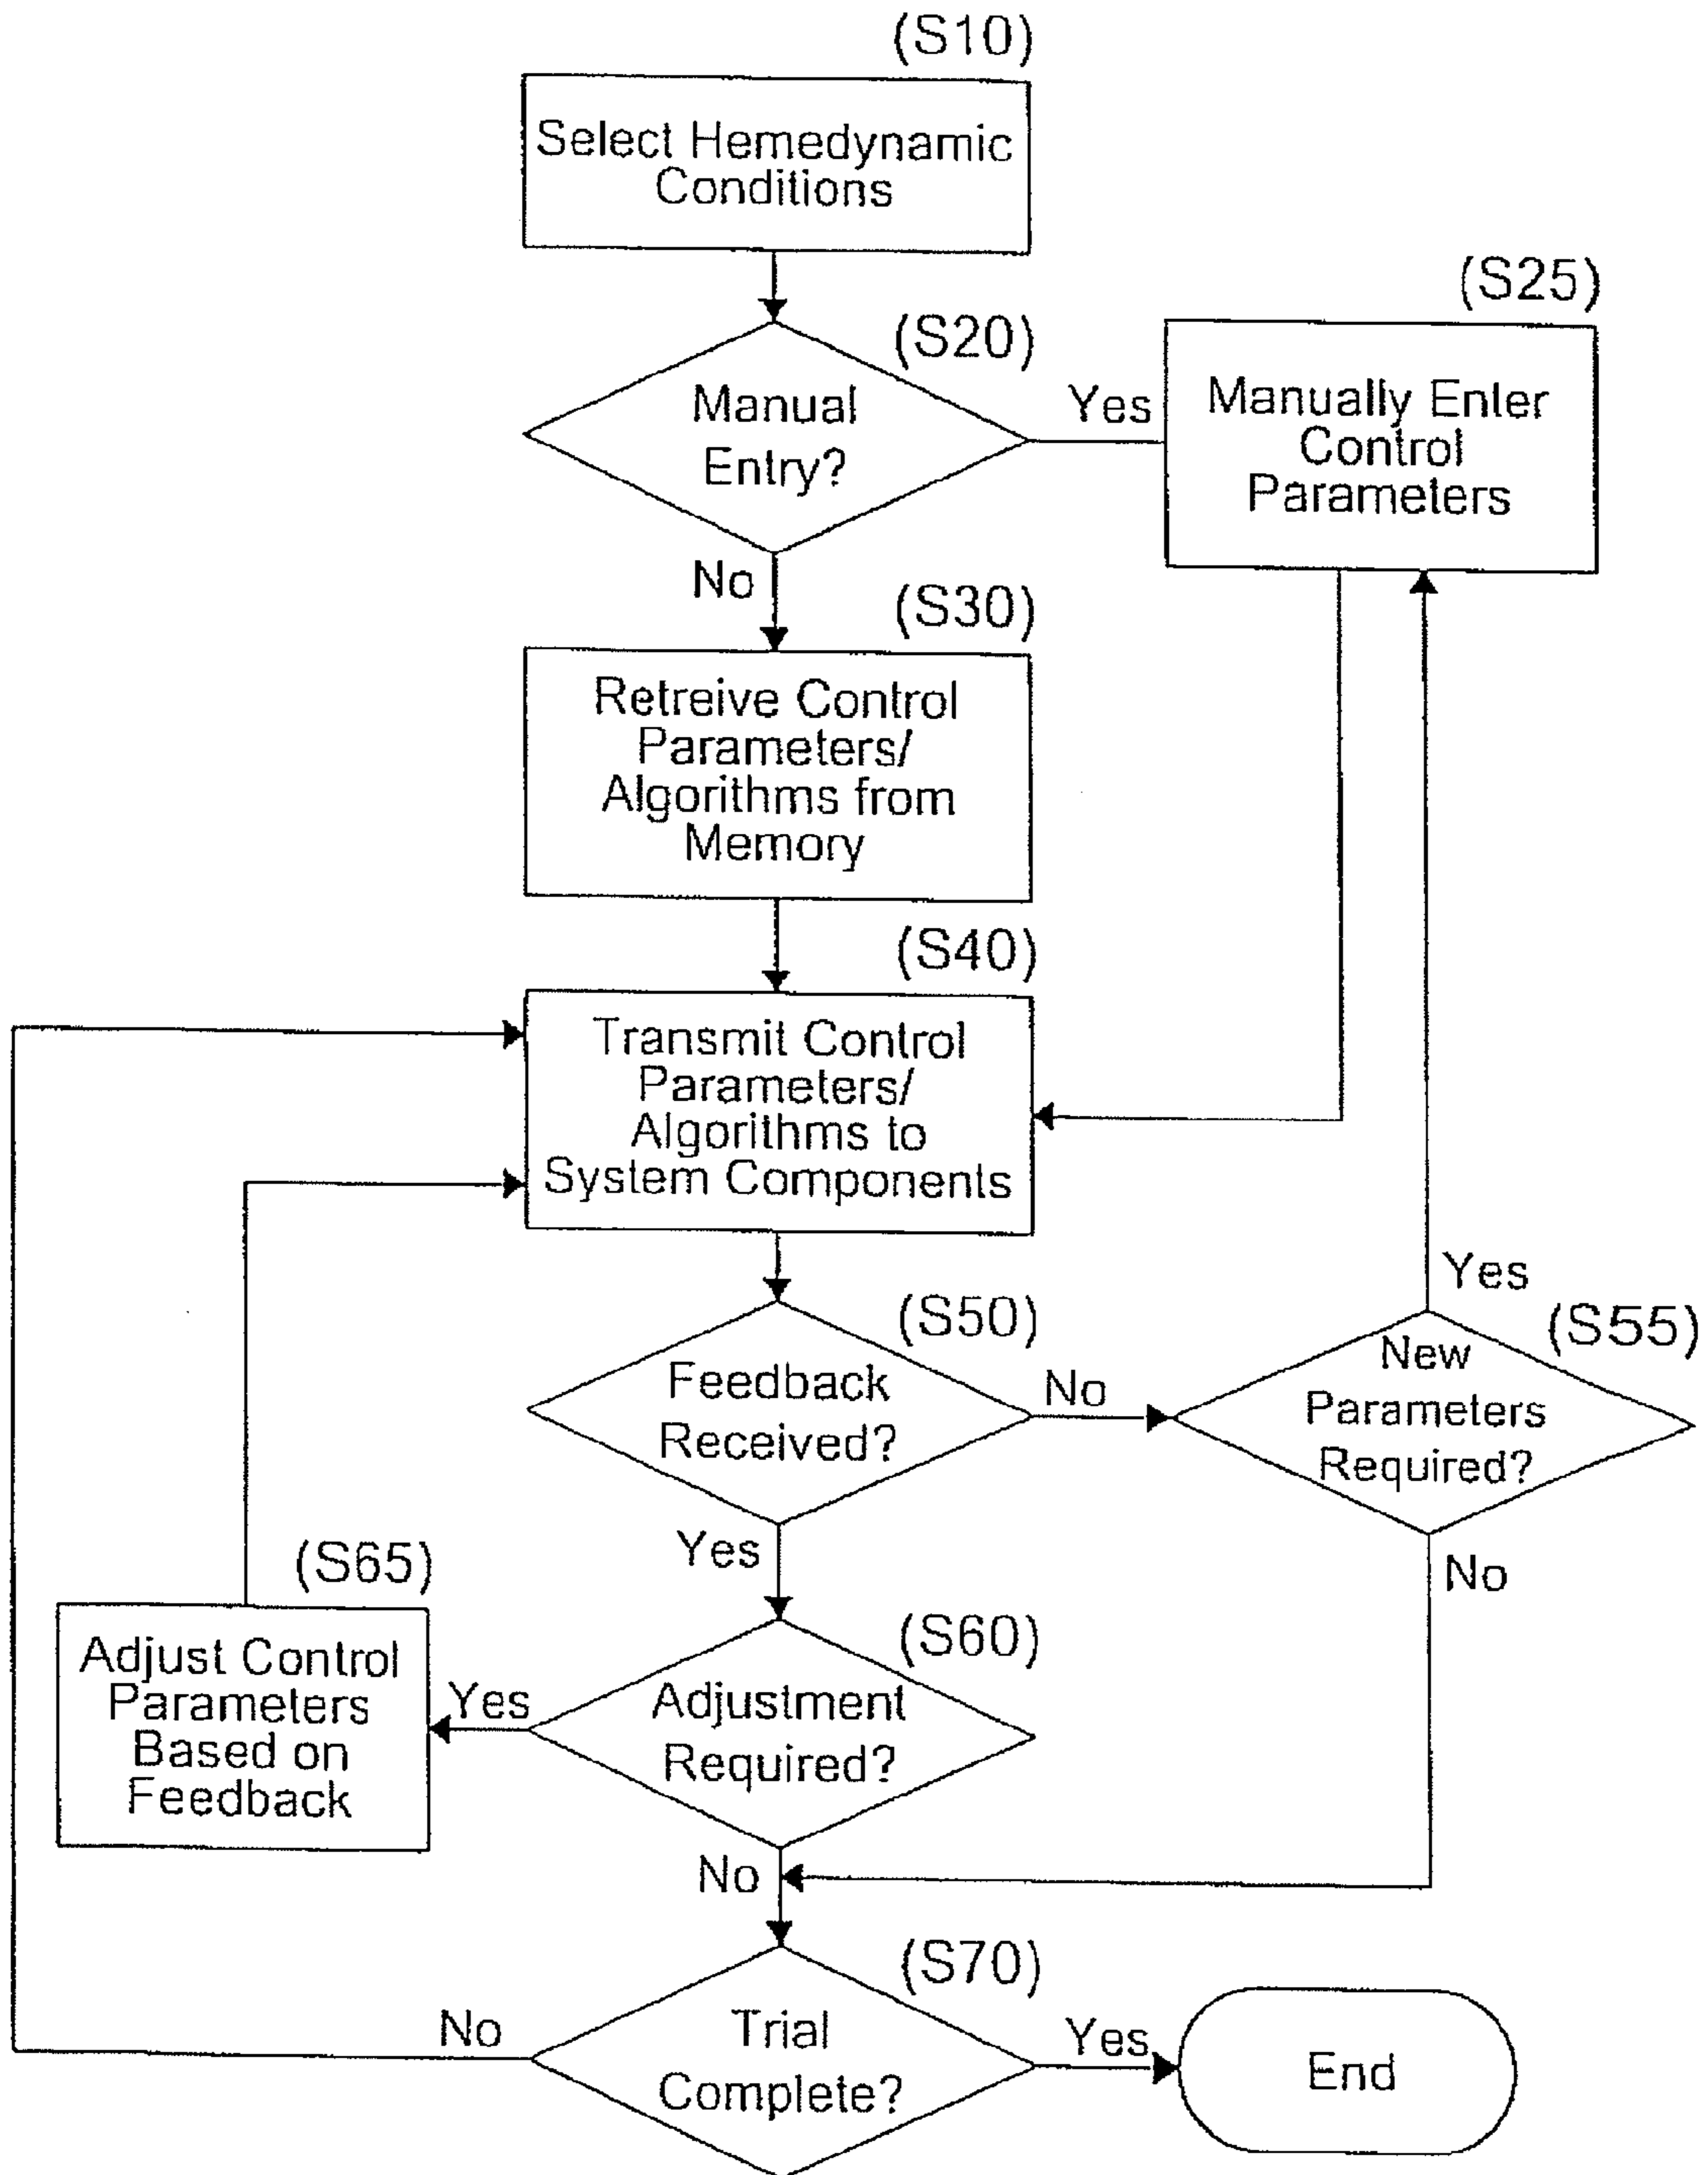 (S10)
Select Hemedynamic
Conditions
(S20)
Manual
Entry?
Yes
(S25)
Manually Enter
Control
Parameters
No
(S30)
Retreive Control
Parameters/
Algorithms from
Memory
(S40)
Transmit Control
Parameters/
Algorithms to
System Components
(S50)
Feedback
Received?
No
Yes
(S55)
New
Parameters
Required?
Yes
No
(S60)
Adjustment
Required?
Yes
(S65)
Adjust Control
Parameters
Based on
Feedback
No
(S70)
Trial
Complete?
No
Yes
End